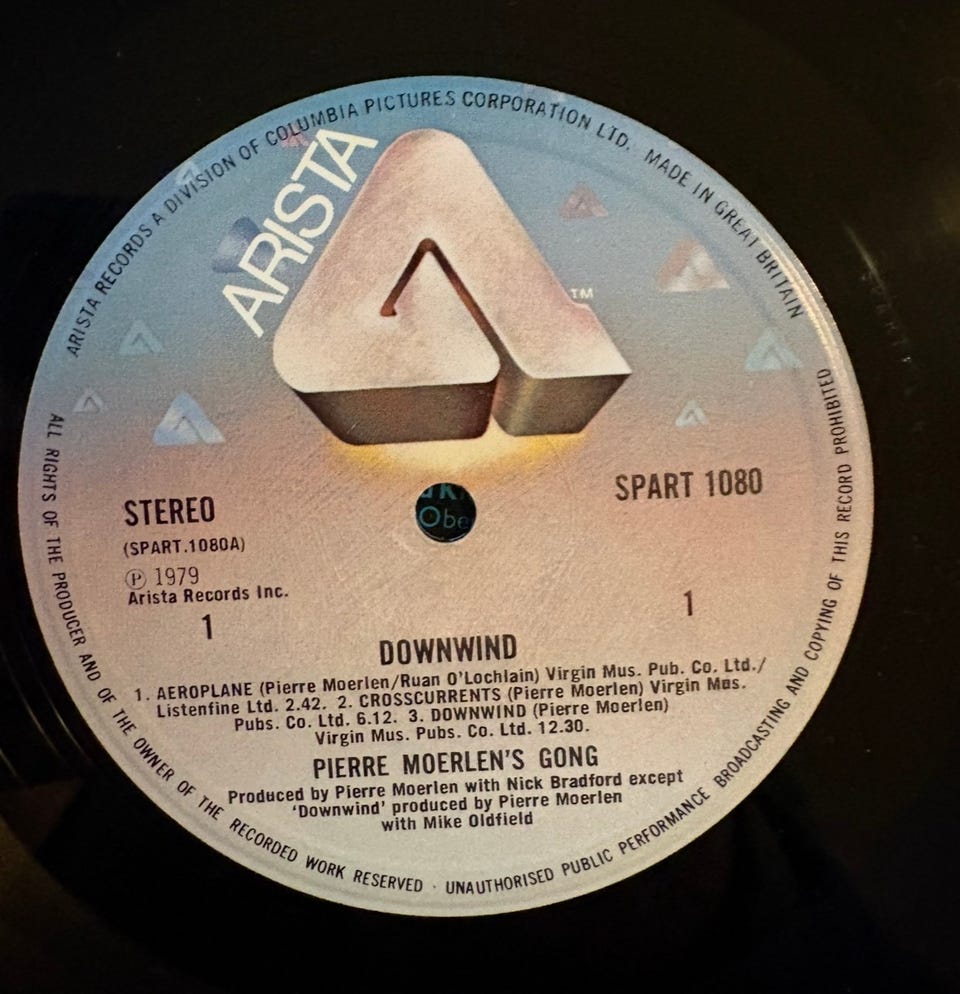 ARISTA RECORDS A DIVISION OF COLUMBIA PICTURES CORPORATION LTD. MADE IN GREAT BRITAIN
ARISTA
TM
STEREO
SPART 1080
(SPART.1080A)
Ⓟ 1979
Arista Records Inc.
1
1
DOWNWIND
1. AEROPLANE (Pierre Moerlen/Ruan O'Lochlain) Virgin Mus. Pub. Co. Ltd./
Listenfine Ltd. 2.42. 2. CROSSCURRENTS (Pierre Moerlen) Virgin Mus.
Pubs. Co. Ltd. 6.12. 3. DOWNWIND (Pierre Moerlen)
Virgin Mus. Pubs. Co. Ltd. 12.30.
PIERRE MOERLEN'S GONG
Produced by Pierre Moerlen with Nick Bradford except
'Downwind' produced by Pierre Moerlen
with Mike Oldfield
ALL RIGHTS OF THE PRODUCER AND OF THE OWNER OF THE RECORDED WORK RESERVED · UNAUTHORISED PUBLIC PERFORMANCE BROADCASTING AND COPYING OF THIS RECORD PROHIBITED